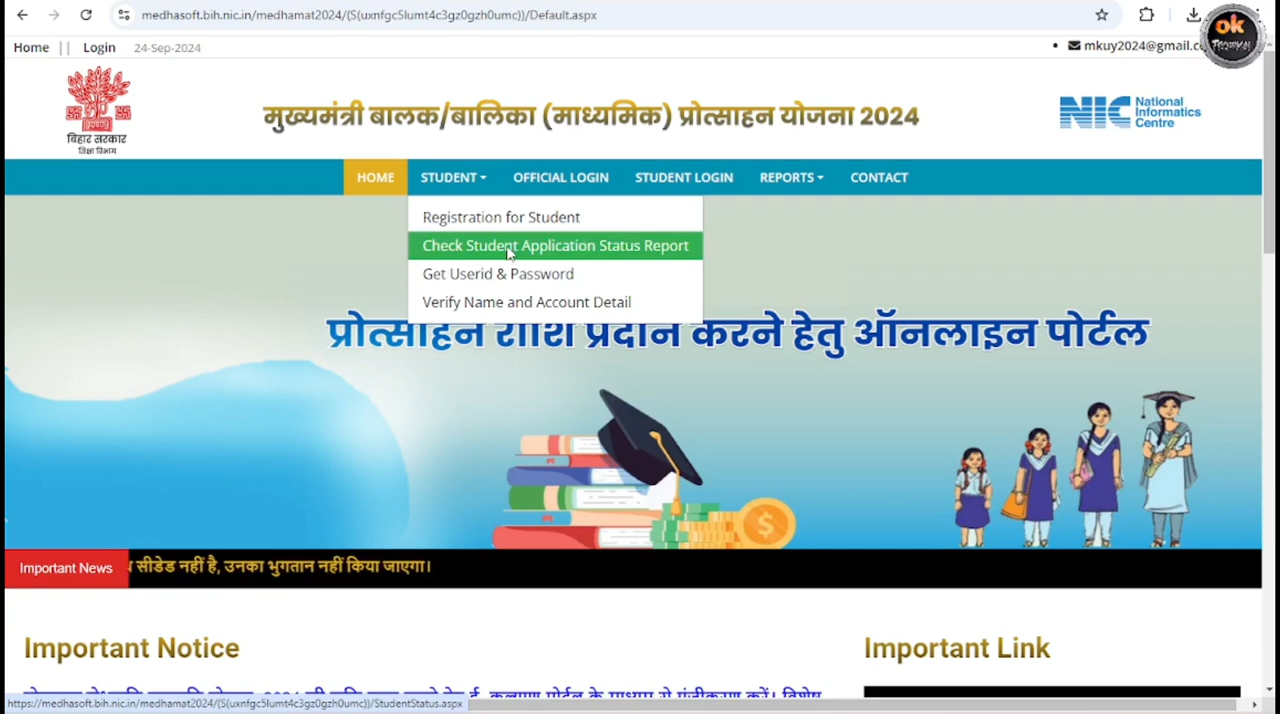 medhasoft.bih.nic.in/medhamat2024/(S(uxnfgc5lumt4c3gz0gzh0umc))/Default.aspx
Home || Login 24-Sep-2024
mkuy2024@gmail.c
ok
बिहार सरकार
शिक्षा विभाग
मुख्यमंत्री बालक/बालिका (माध्यमिक) प्रोत्साहन योजना 2024
NIC National
Informatics
Centre
HOME STUDENT OFFICIAL LOGIN STUDENT LOGIN REPORTS CONTACT
Registration for Student
Check Student Application Status Report
Get Userid & Password
Verify Name and Account Detail
प्रोत्साहन राशि प्रदान करने हेतु ऑनलाइन पोर्टल
Important News
सीडेड नहीं है, उनका भुगतान नहीं किया जाएगा।
Important Notice
Important Link
https://medhasoft.bih.nic.in/medhamat2024/(S(uxnfgc5lumt4c3gz0gzh0umc))/StudentStatus.aspx